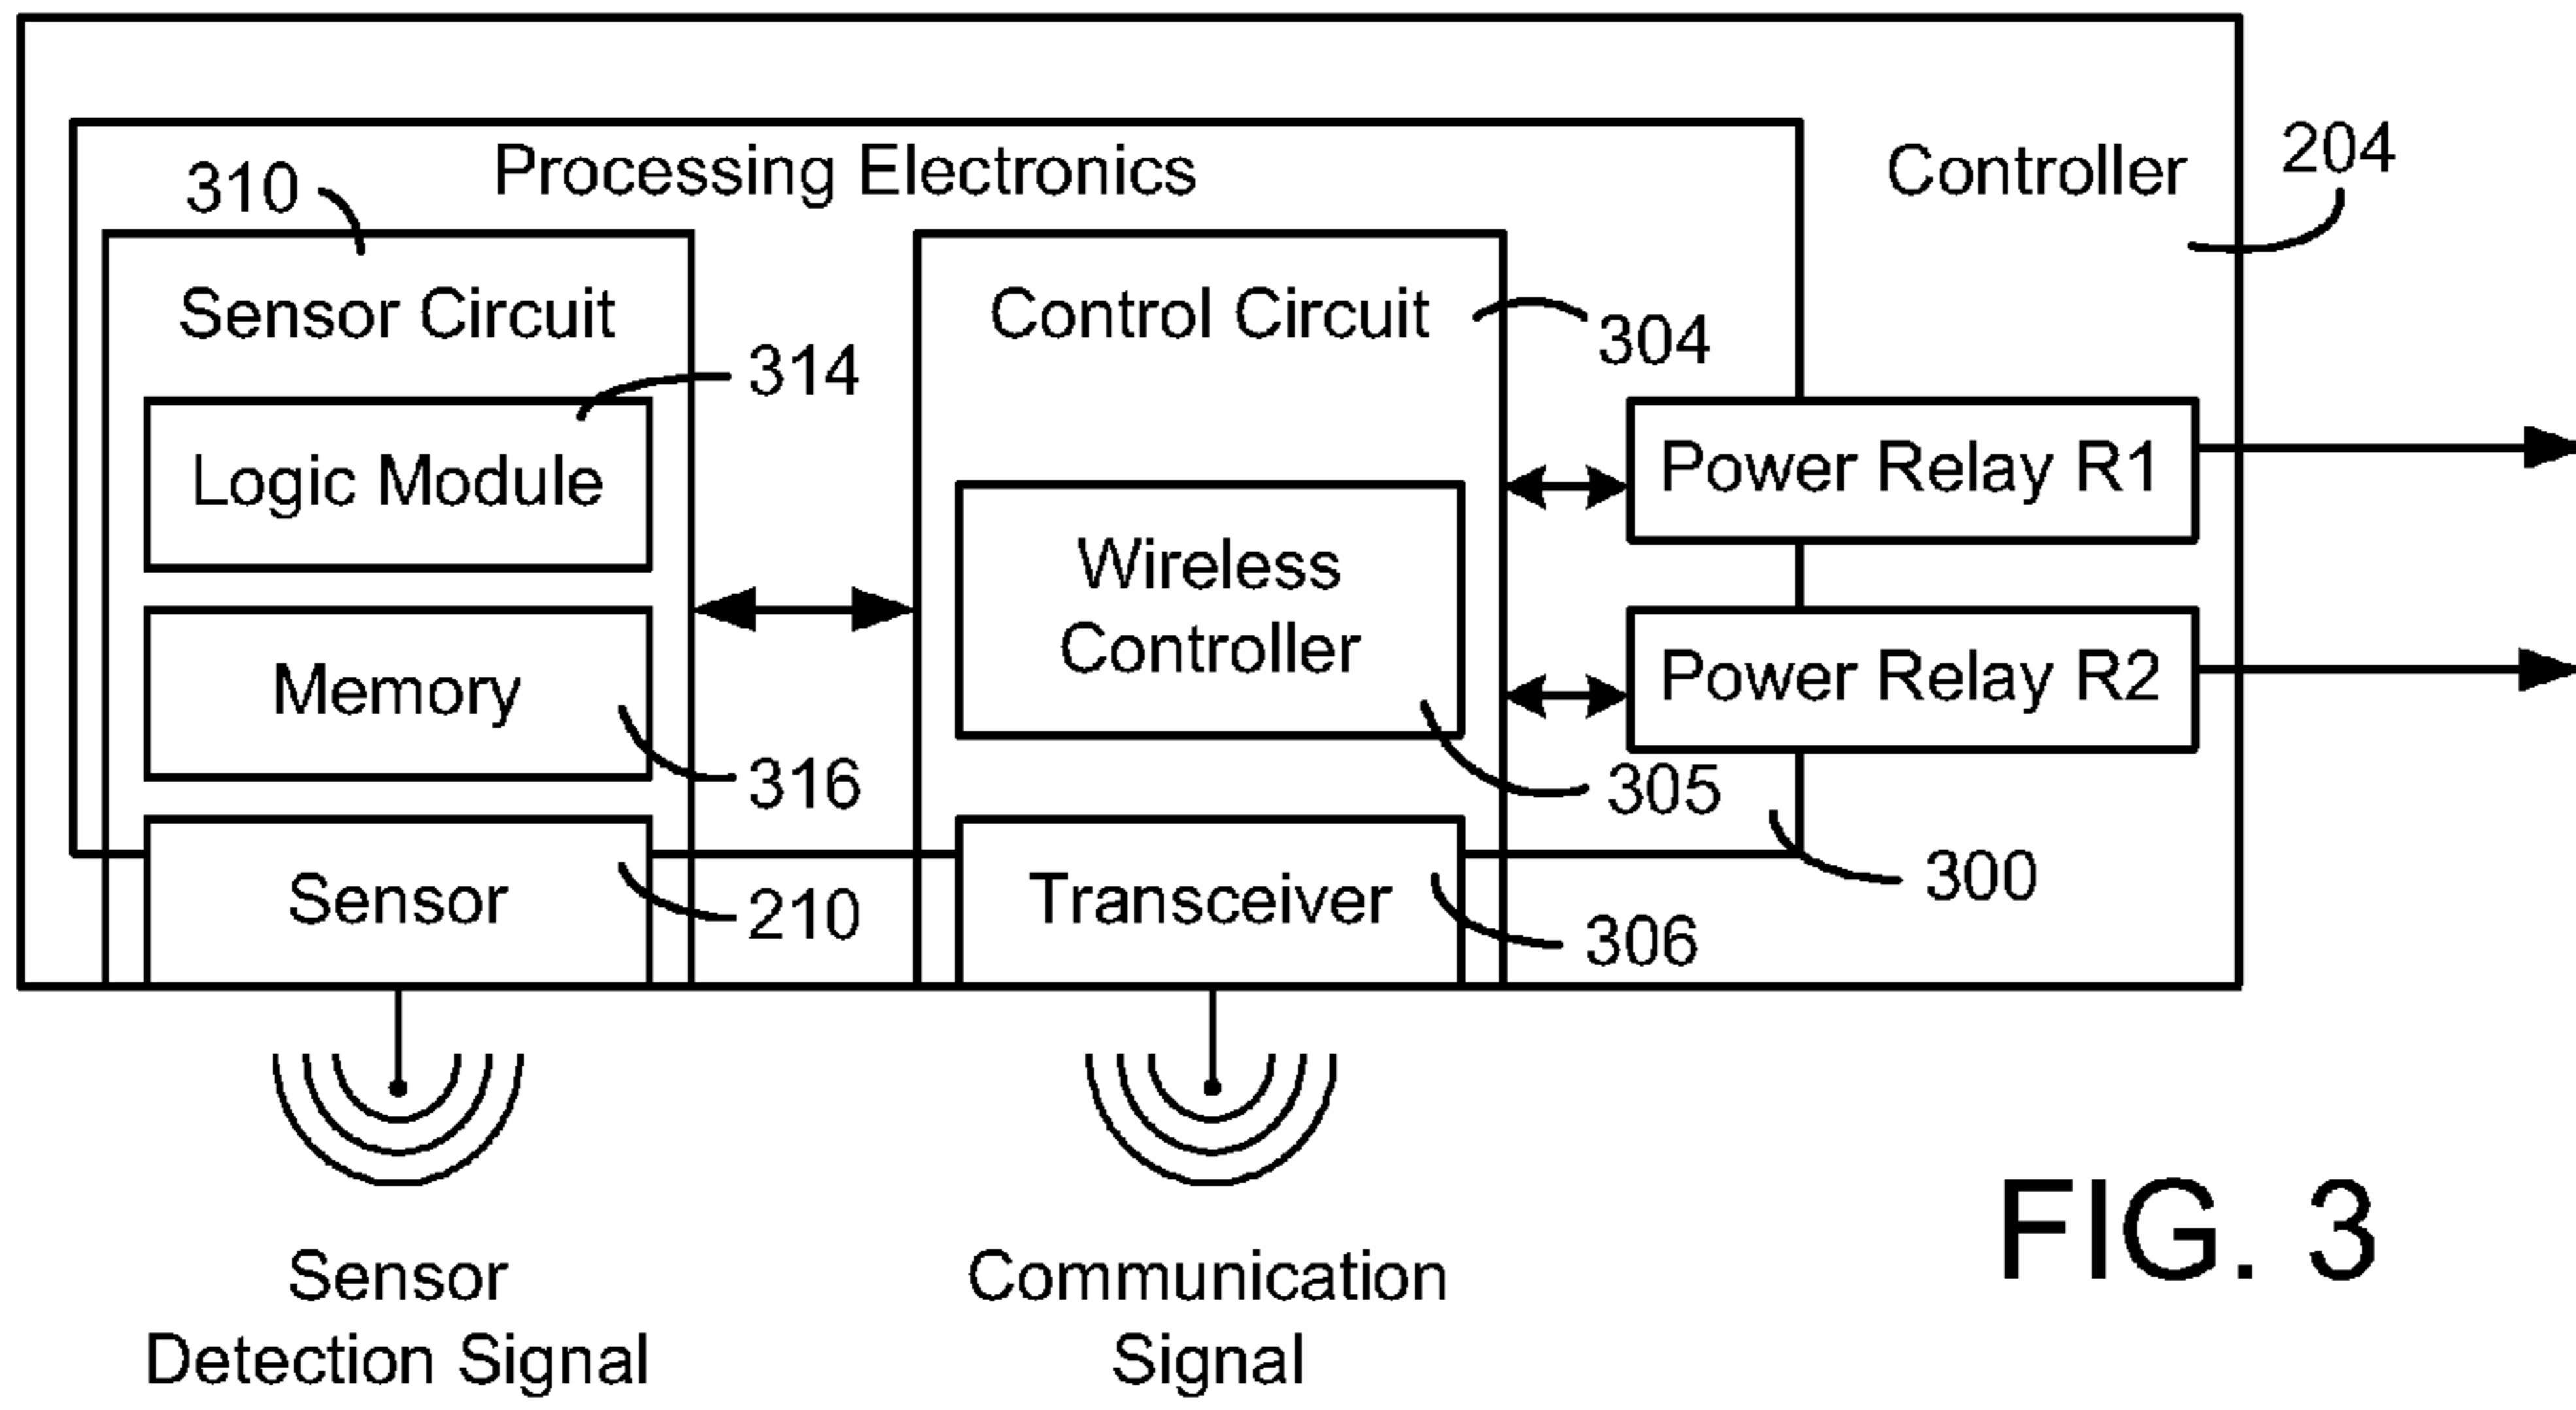 Processing Electronics
Controller
204
310
Sensor Circuit
314
Logic Module
Memory
316
Sensor
210
Control Circuit
304
Wireless
Controller
305
Transceiver
306
Power Relay R1
Power Relay R2
300
Sensor
Detection Signal
Communication
Signal
FIG. 3